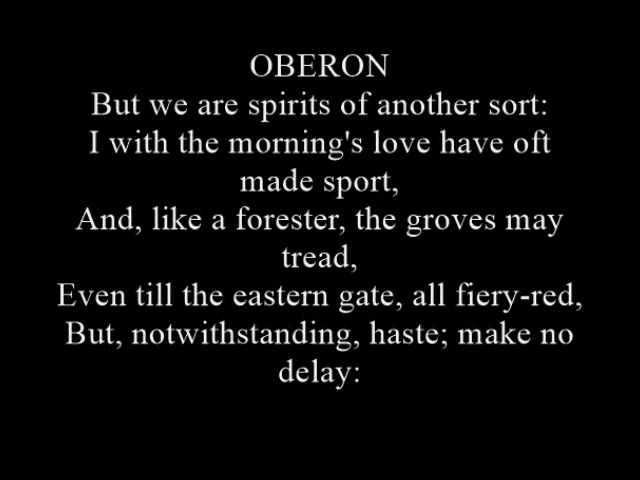 OBERON
But we are spirits of another sort:
I with the morning's love have oft
made sport,
And, like a forester, the groves may
tread,
Even till the eastern gate, all fiery-red,
But, notwithstanding, haste; make no
delay: